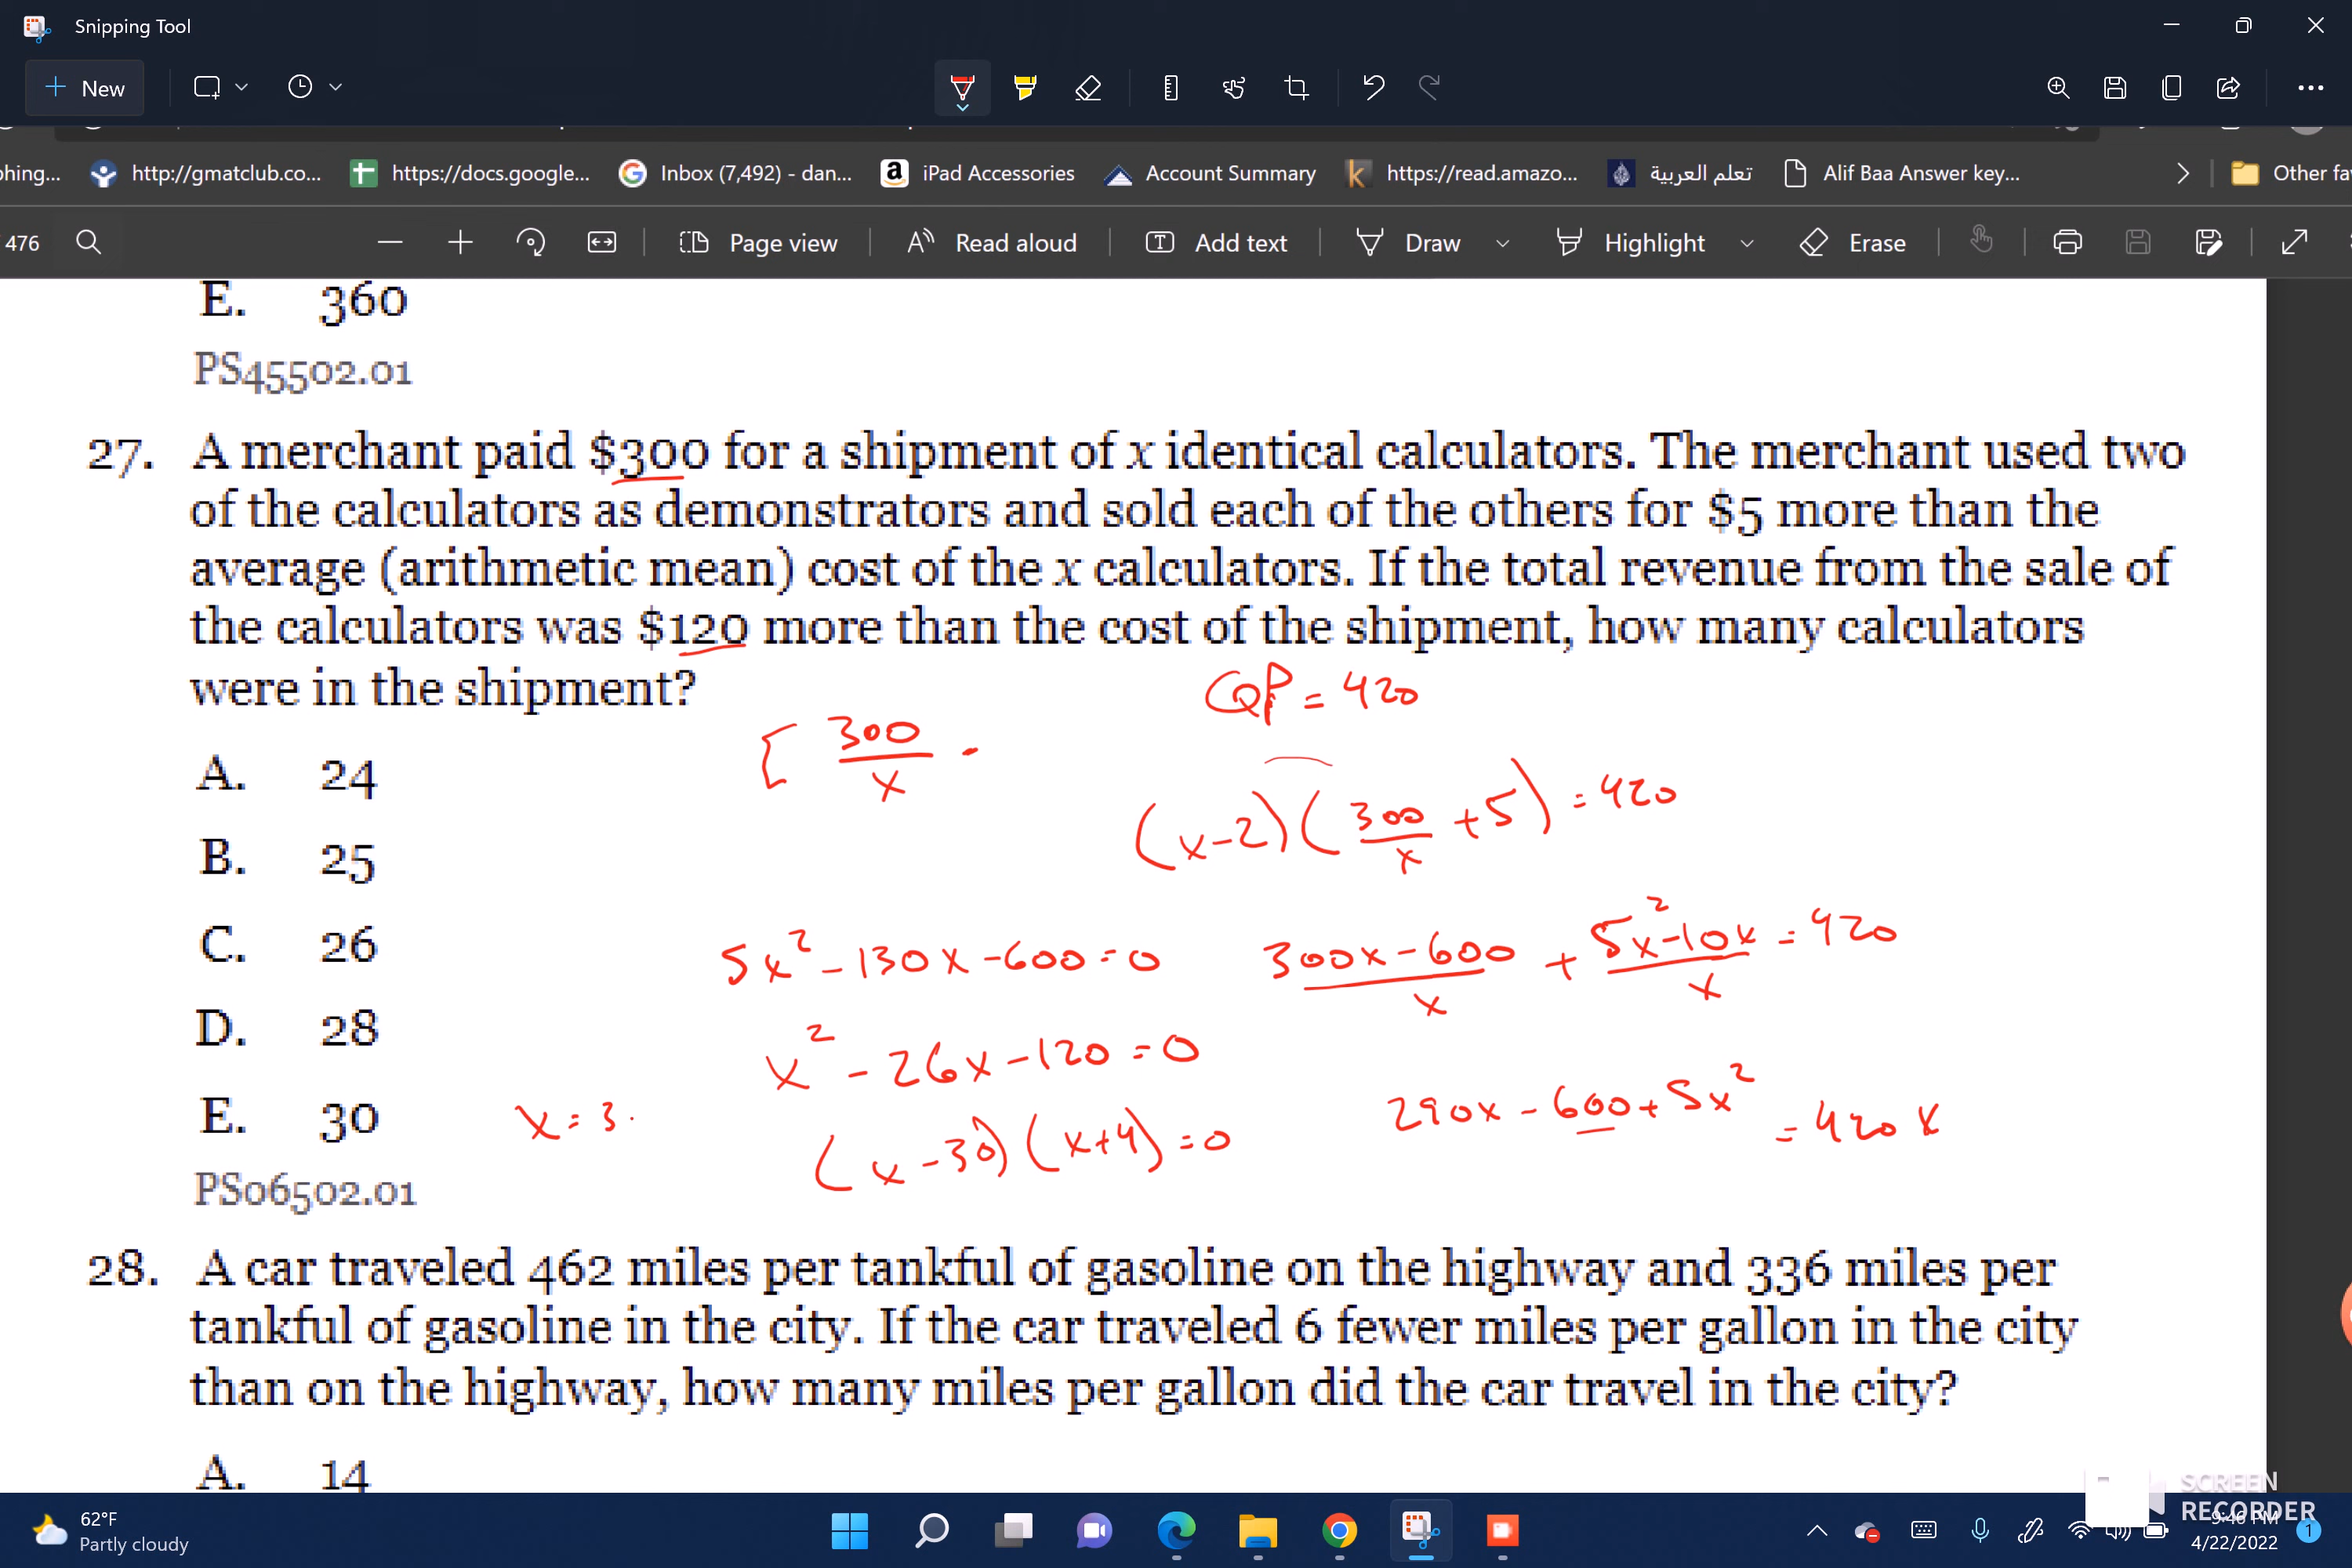 Snipping Tool
New
phing...
http://gmatclub.co...
https://docs.google...
Inbox (7,492) - dan...
iPad Accessories
Account Summary
https://read.amazo...
تعلم العربية
Alif Baa Answer key...
Other fa
476
Page view
Read aloud
Add text
Draw
Highlight
Erase
E. 360
PS45502.01
27. A merchant paid $300 for a shipment of x identical calculators. The merchant used two
of the calculators as demonstrators and sold each of the others for $5 more than the
average (arithmetic mean) cost of the x calculators. If the total revenue from the sale of
the calculators was $120 more than the cost of the shipment, how many calculators
were in the shipment?
QP = 420
[ 300/x -
(x-2)(300/x +5) = 420
A. 24
B. 25
C. 26
D. 28
E. 30
5x² - 130x - 600 = 0
(300x - 600)/x + (5x² - 10x)/x = 420
x² - 26x - 120 = 0
290x - 600 + 5x² = 420x
x = 3
(x - 30)(x + 4) = 0
PS06502.01
28. A car traveled 462 miles per tankful of gasoline on the highway and 336 miles per
tankful of gasoline in the city. If the car traveled 6 fewer miles per gallon in the city
than on the highway, how many miles per gallon did the car travel in the city?
A. 14
SCREEN
RECORDER
62°F
Partly cloudy
9:46 PM
4/22/2022
1